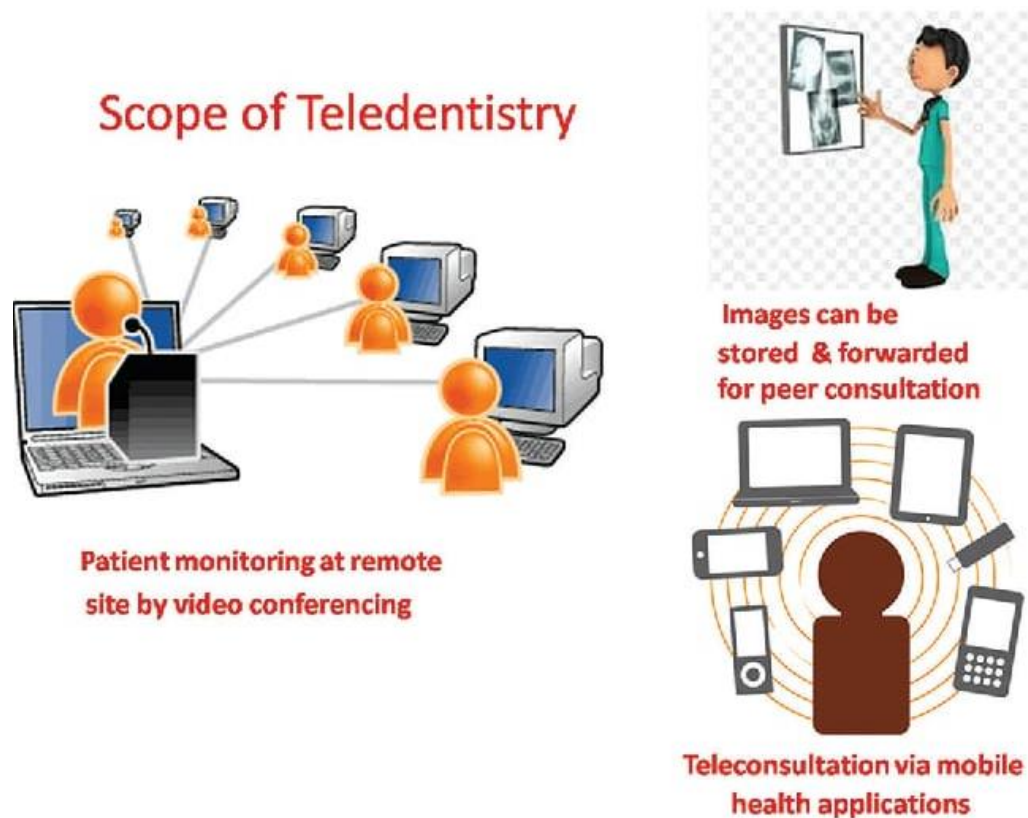 Scope of Teledentistry
Patient monitoring at remote
site by video conferencing
Images can be
stored & forwarded
for peer consultation
Teleconsultation via mobile
health applications